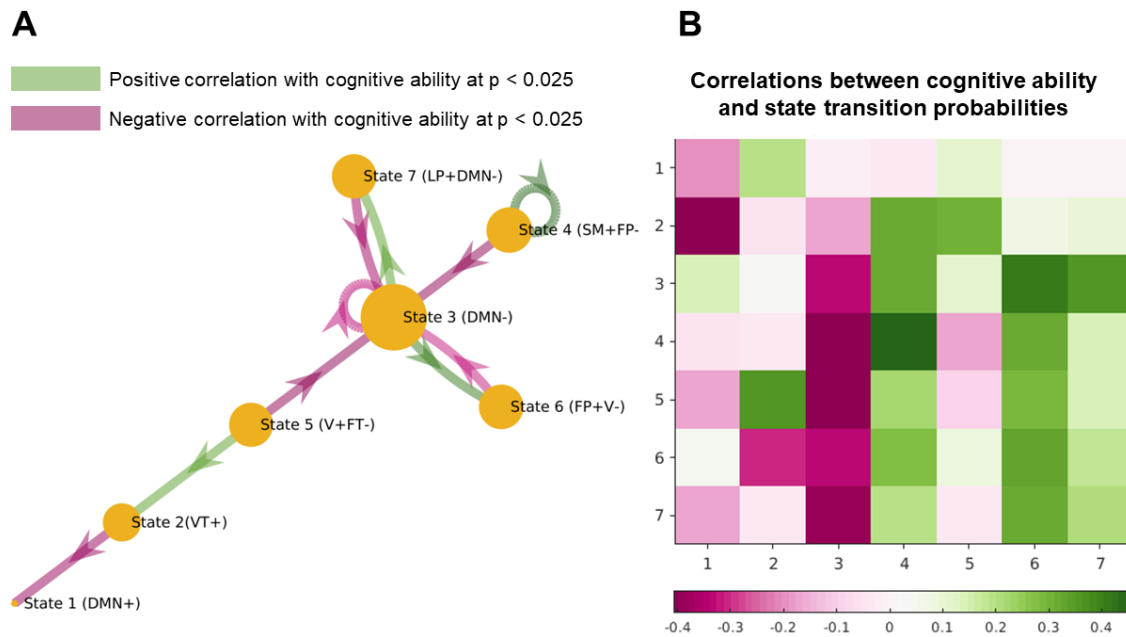 A
Positive correlation with cognitive ability at p < 0.025
Negative correlation with cognitive ability at p < 0.025
State 7 (LP+DMN-)
State 4 (SM+FP-
State 3 (DMN-)
State 6 (FP+V-)
State 5 (V+FT-)
State 2(VT+)
State 1 (DMN+)
B
Correlations between cognitive ability
and state transition probabilities
1
2
3
4
5
6
7
1 2 3 4 5 6 7
-0.4 -0.3 -0.2 -0.1 0 0.1 0.2 0.3 0.4